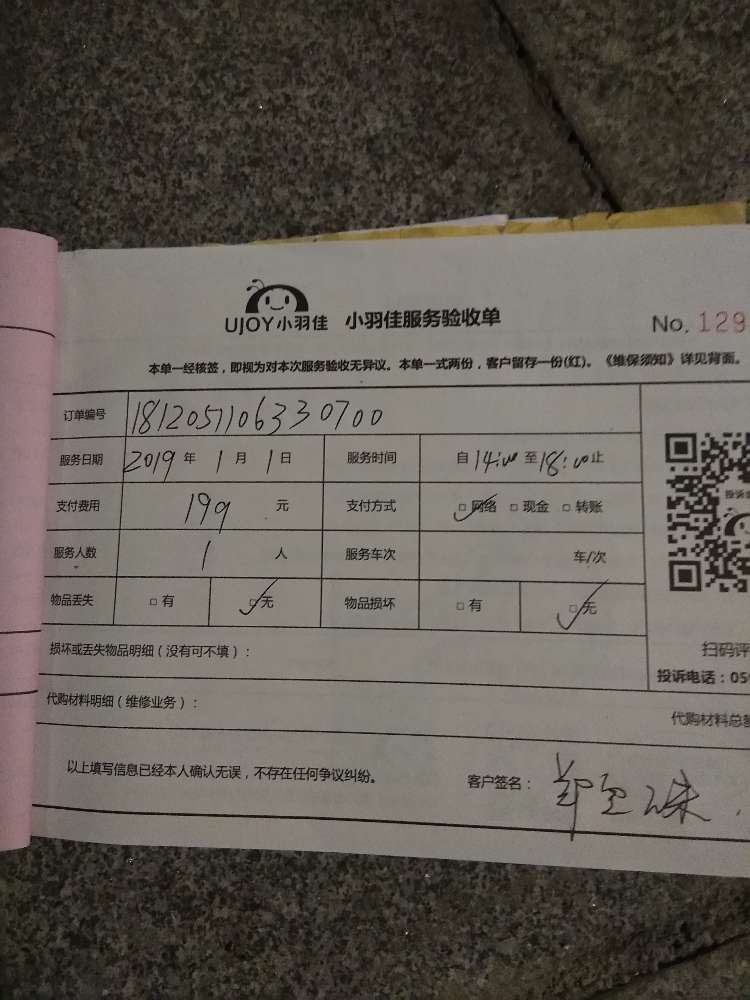 UJOY小羽佳 小羽佳服务验收单
No. 129
本单一经核签，即视为对本次服务验收无异议。本单一式两份，客户留存一份(红)。《维保须知》详见背面。
订单编号 181205110633 0700
服务日期 2019 年 1 月 1 日 服务时间 自 14:00 至 18:00 止
支付费用 199 元 支付方式 □网络 □现金 □转账
服务人数 1 人 服务车次 车/次
物品丢失 □有 □无 物品损坏 □有 □无
投诉
损坏或丢失物品明细（没有可不填）：
扫码评
投诉电话：059
代购材料明细（维修业务）：
代购材料总额
以上填写信息已经本人确认无误，不存在任何争议纠纷。
客户签名：